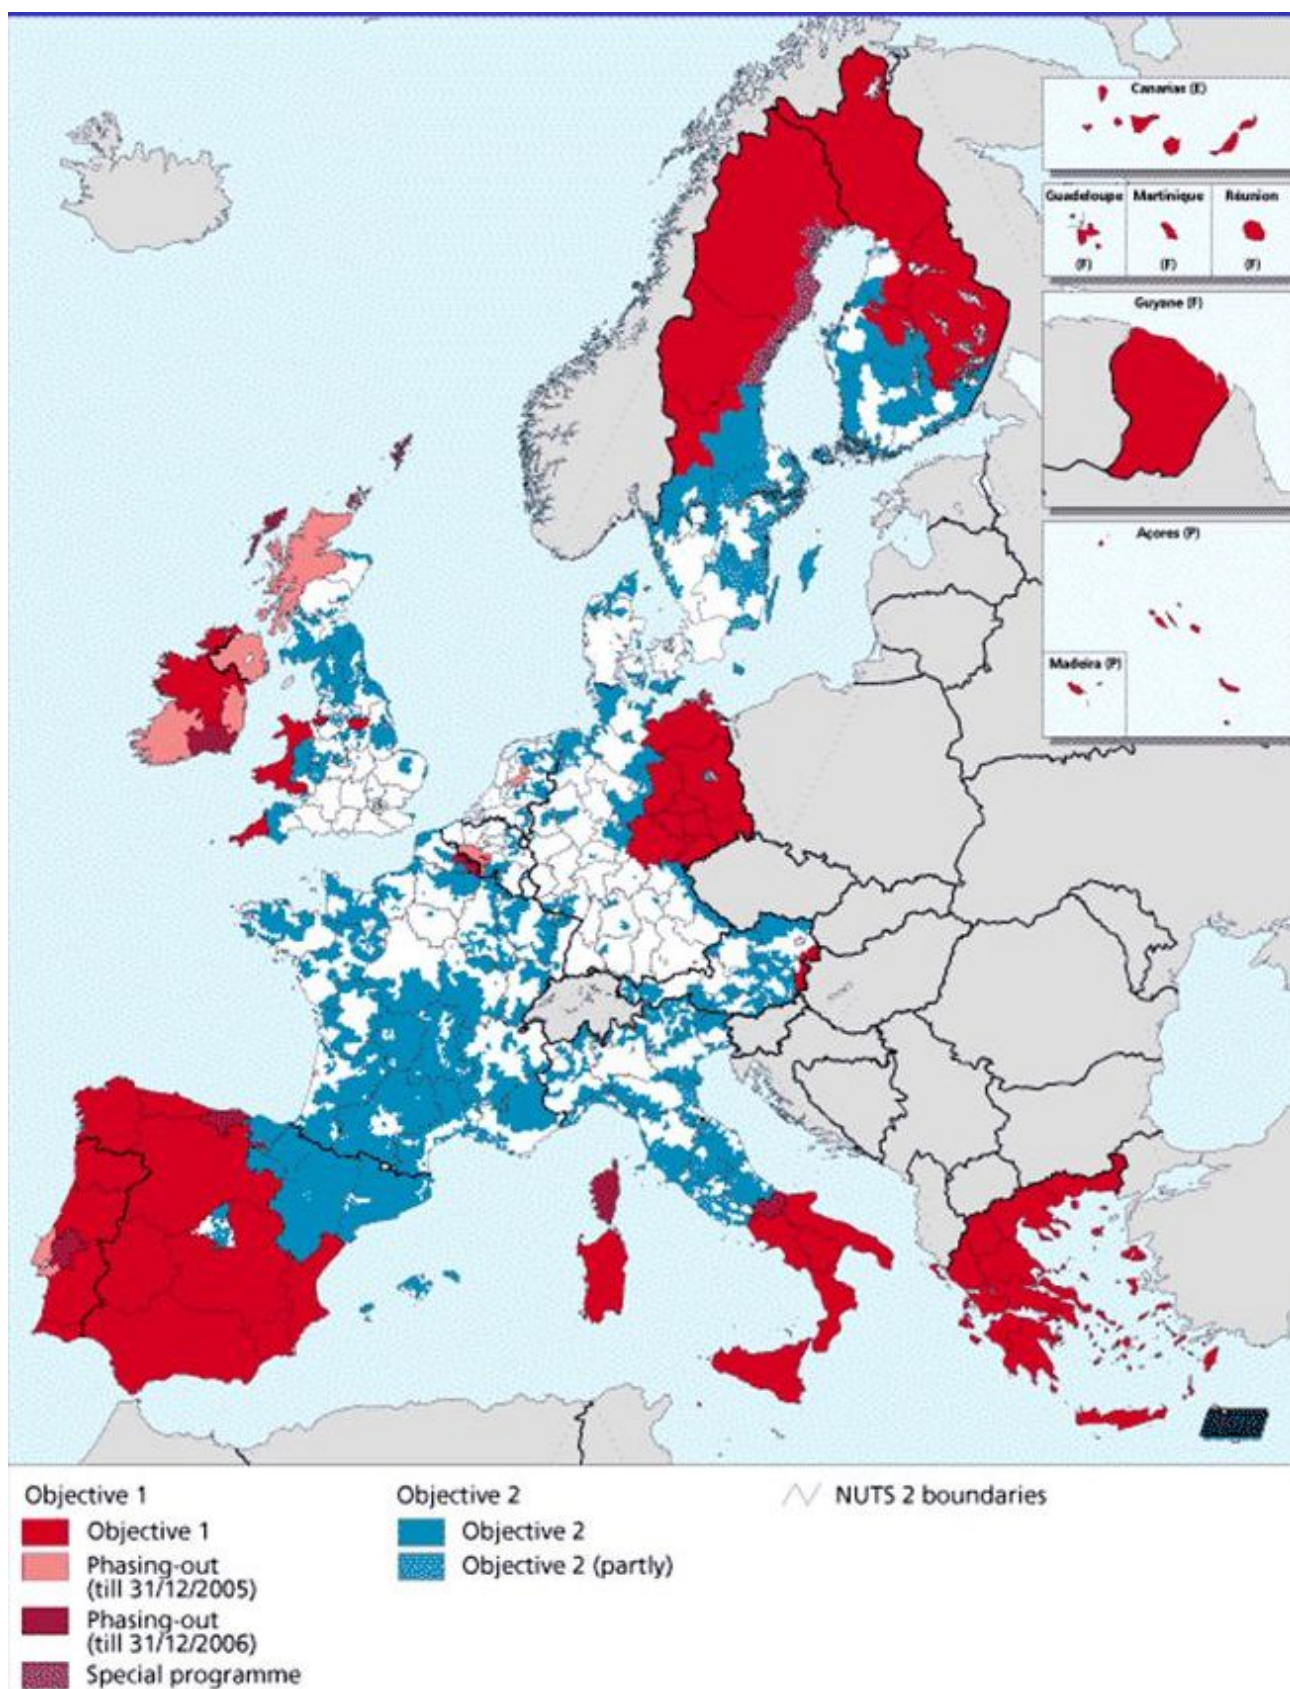 Canarias (E)
Guadeloupe
Martinique
Réunion
(F)
(F)
(F)
Guyane (F)
Açores (P)
Madeira (P)
Objective 1
Objective 1
Phasing-out
(till 31/12/2005)
Phasing-out
(till 31/12/2006)
Special programme
Objective 2
Objective 2
Objective 2 (partly)
NUTS 2 boundaries